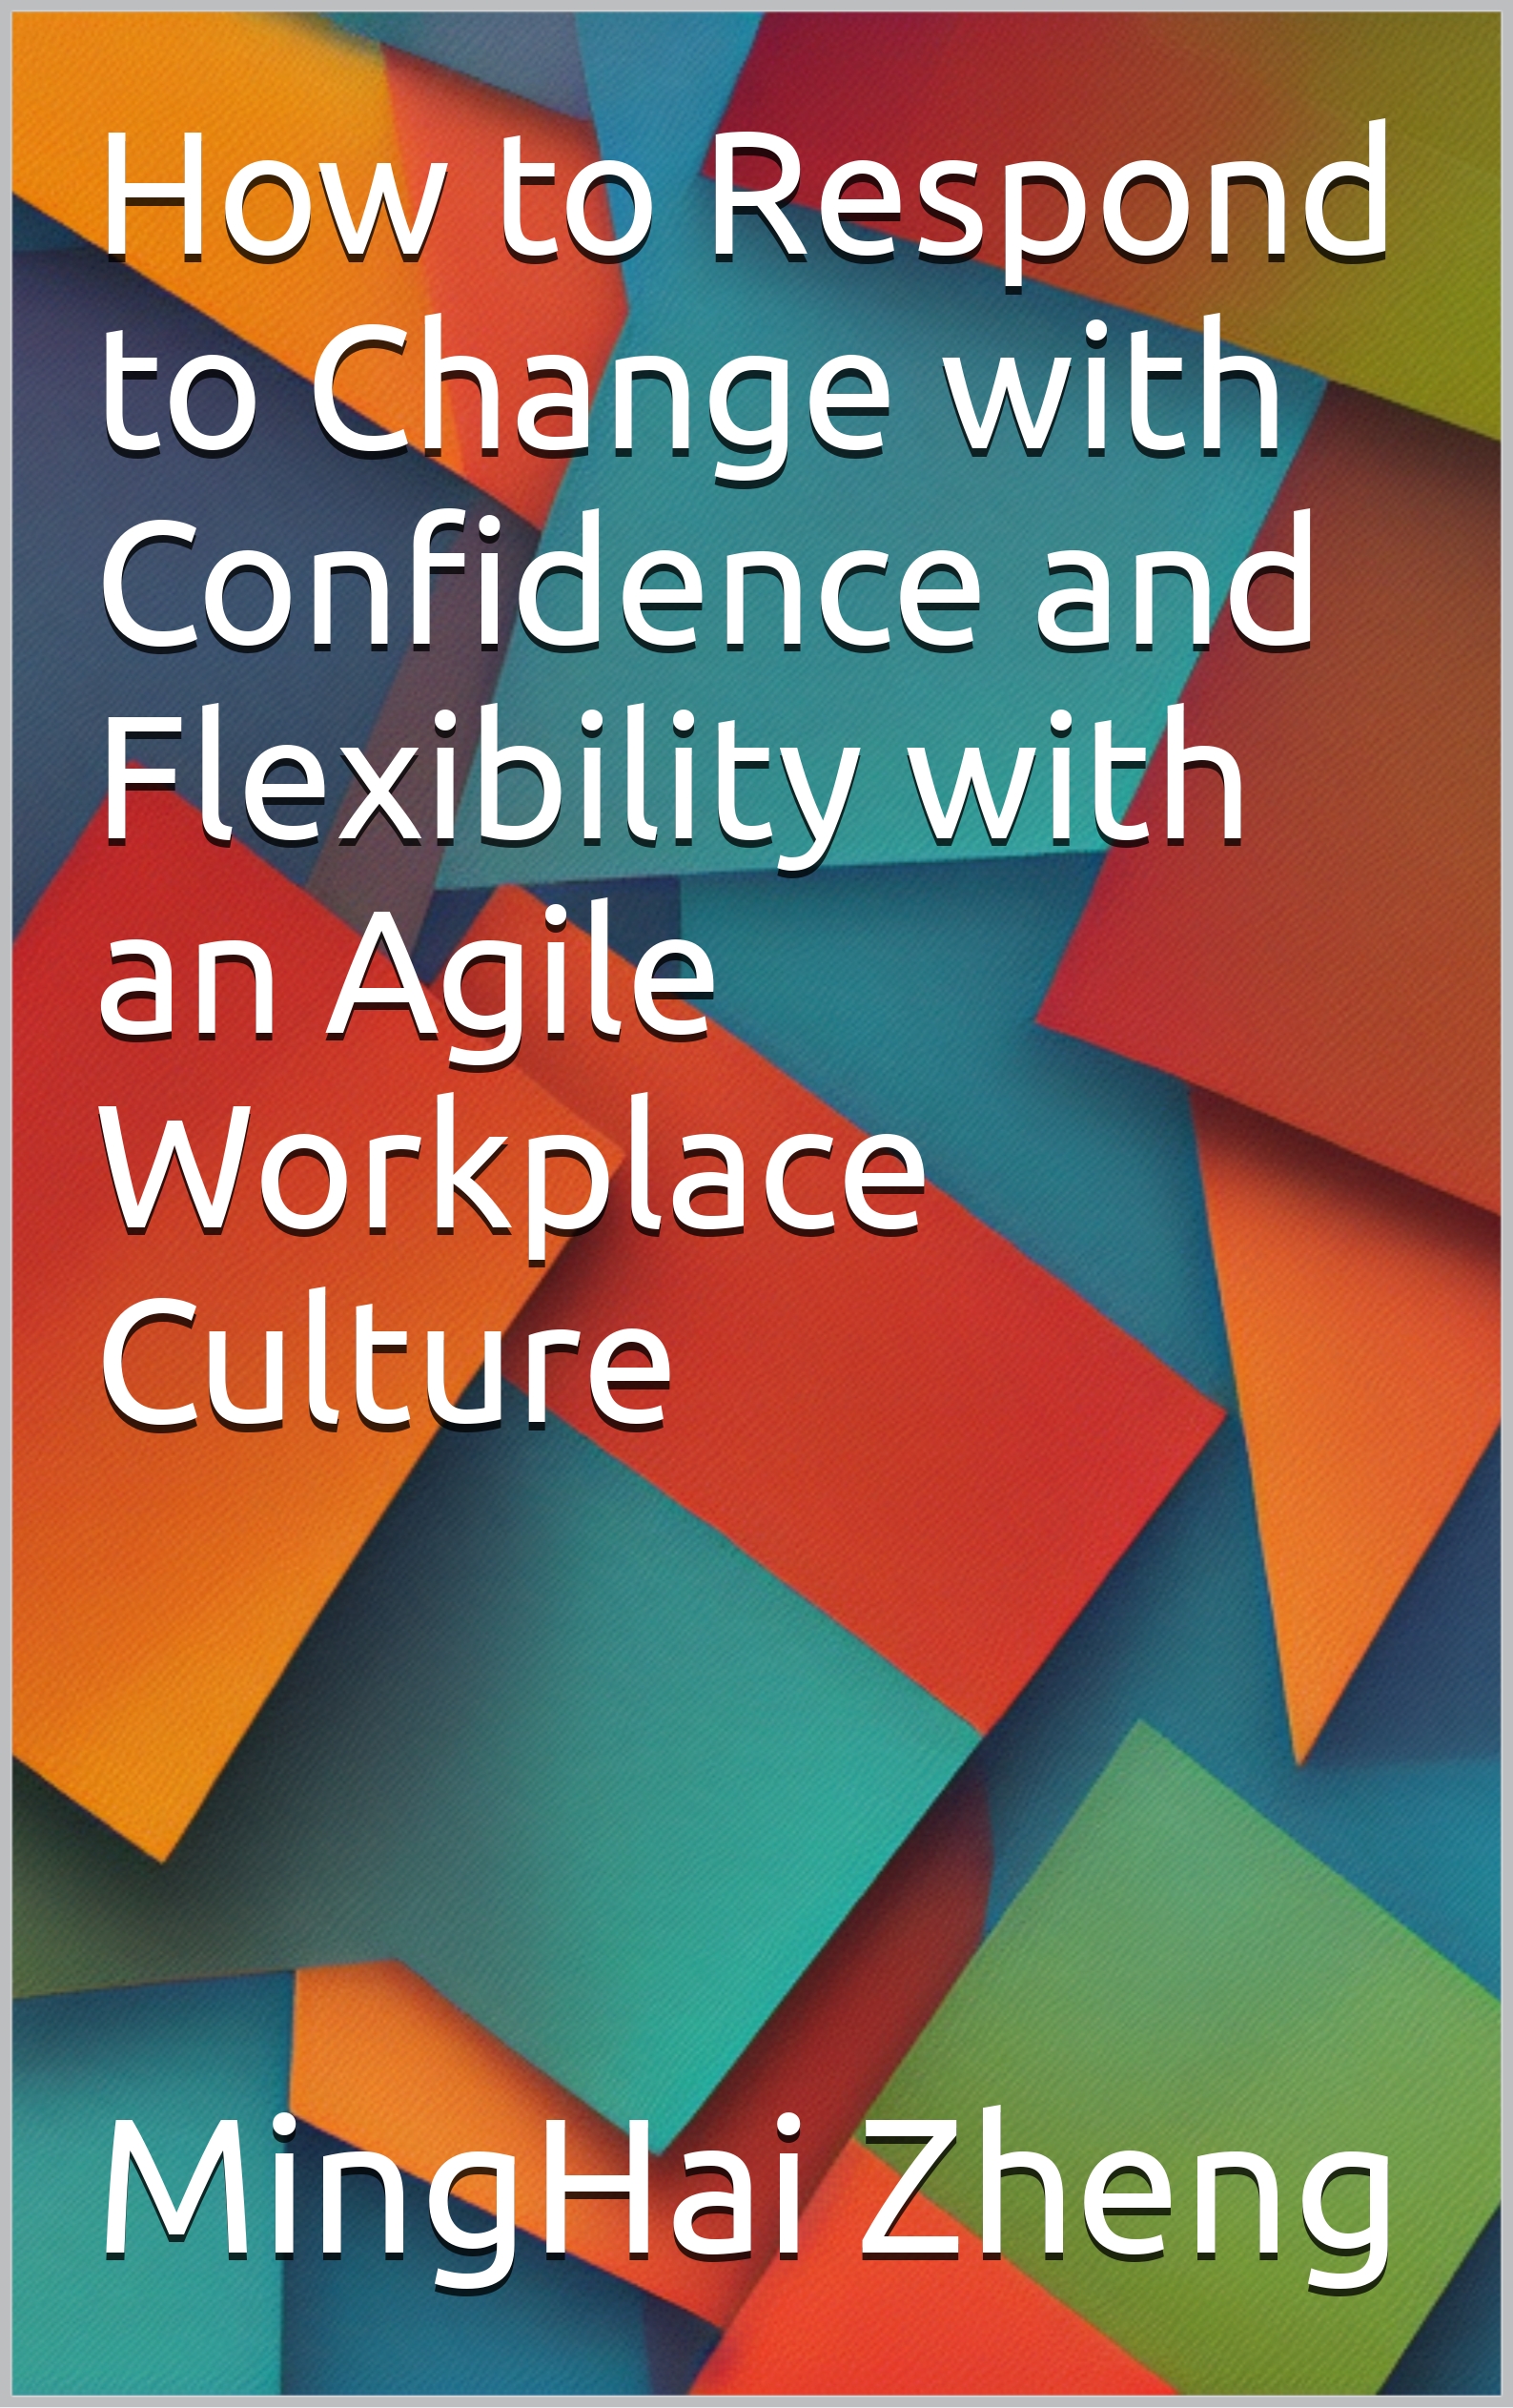 How to Respond
to Change with
Confidence and
Flexibility with
an Agile
Workplace
Culture
MingHai Zheng